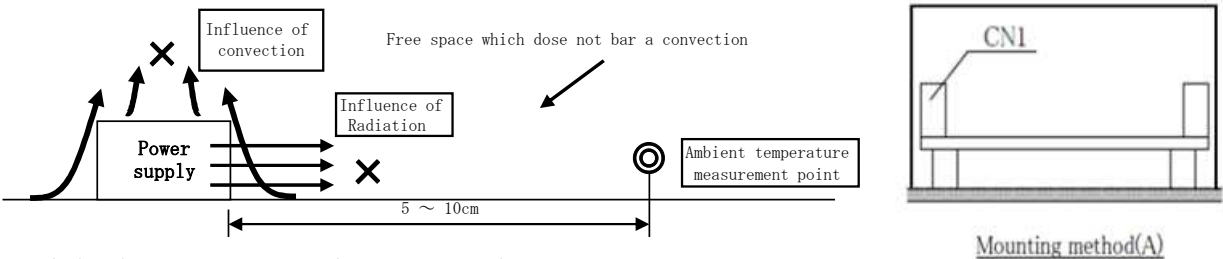 Influence of
convection
Free space which dose not bar a convection
CN1
Influence of
Radiation
Power
supply
Ambient temperature
measurement point
5 ～ 10cm
Mounting method(A)